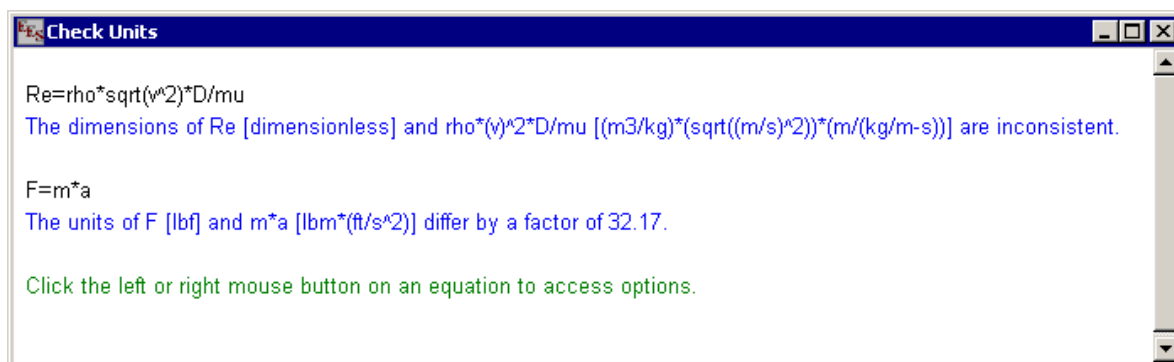 EES Check Units
Re=rho*sqrt(v^2)*D/mu
The dimensions of Re [dimensionless] and rho*(v)^2*D/mu [(m3/kg)*(sqrt((m/s)^2))*(m/(kg/m-s))] are inconsistent.
F=m*a
The units of F [lbf] and m*a [lbm*(ft/s^2)] differ by a factor of 32.17.
Click the left or right mouse button on an equation to access options.